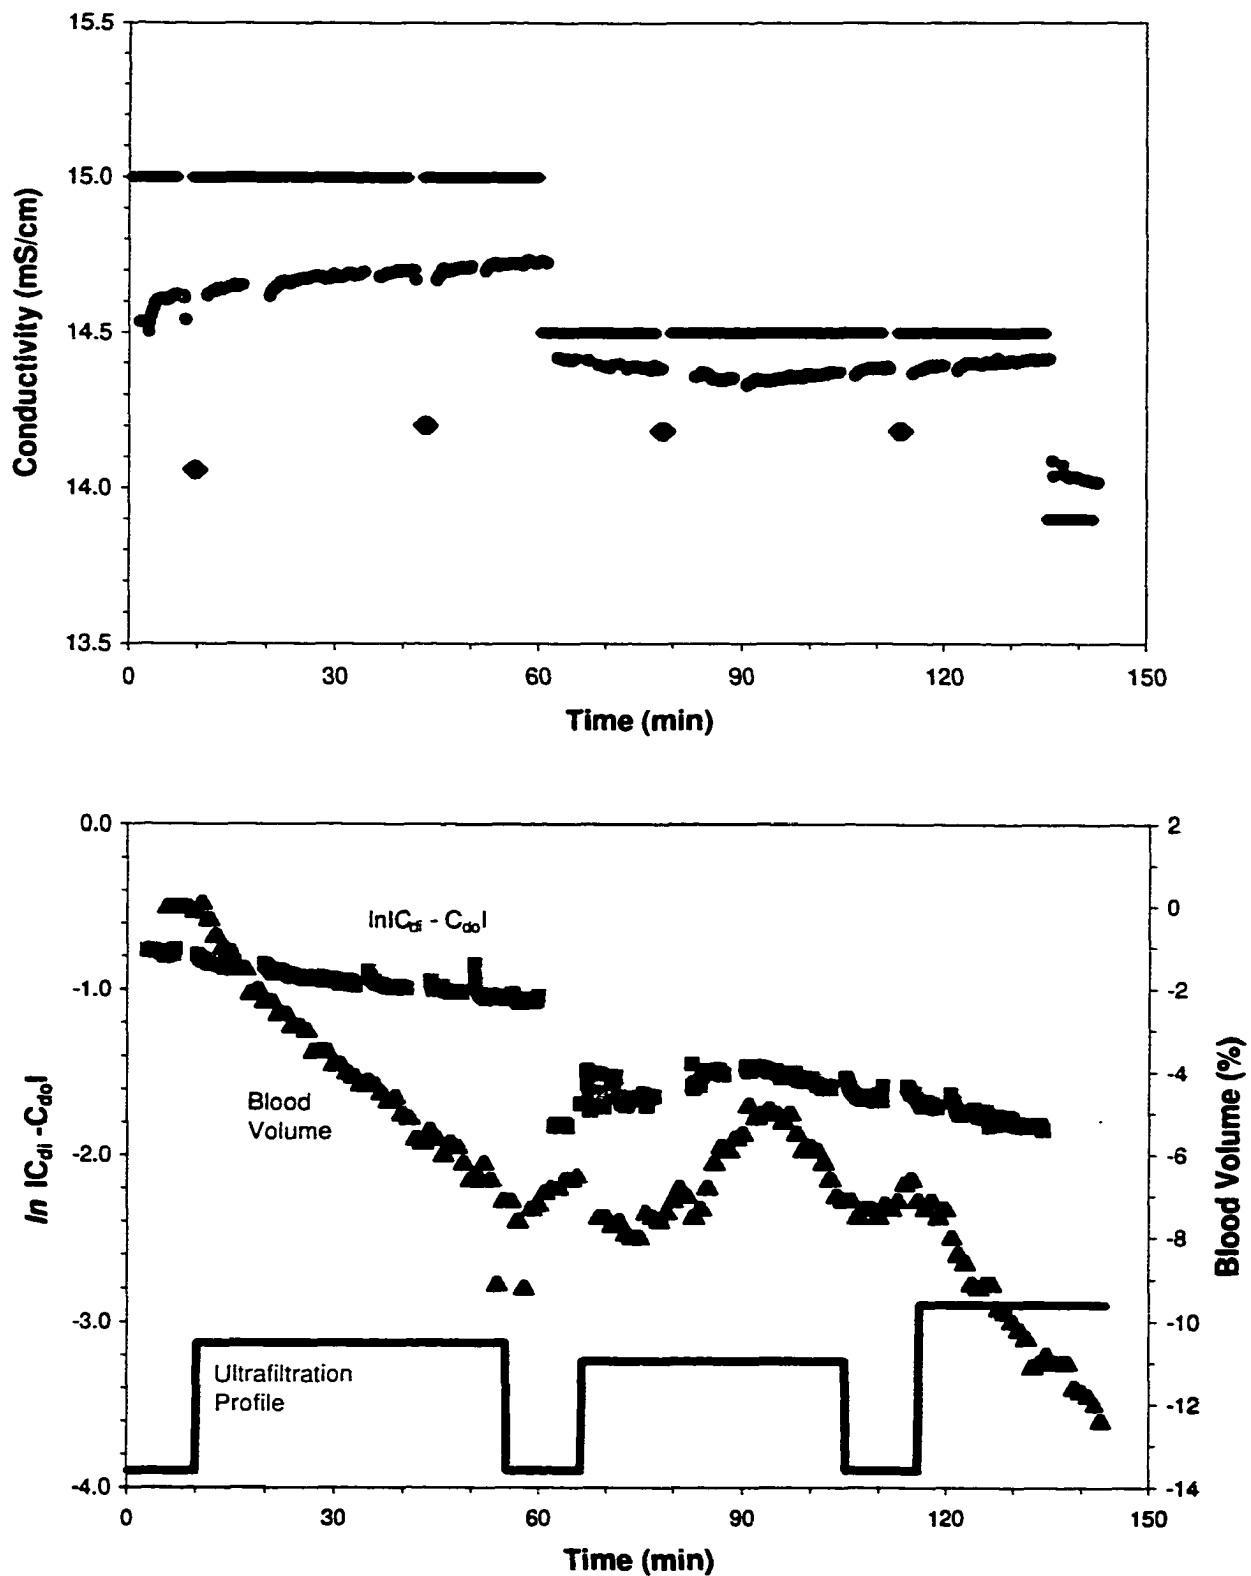 15.5
15.0
14.5
14.0
13.5
Conductivity (mS/cm)
0 30 60 90 120 150
Time (min)
0.0
-1.0
-2.0
-3.0
-4.0
ln |Cdi -Cdo|
2
0
-2
-4
-6
-8
-10
-12
-14
Blood Volume (%)
ln|Cdi - Cdo|
Blood
Volume
Ultrafiltration
Profile
0 30 60 90 120 150
Time (min)